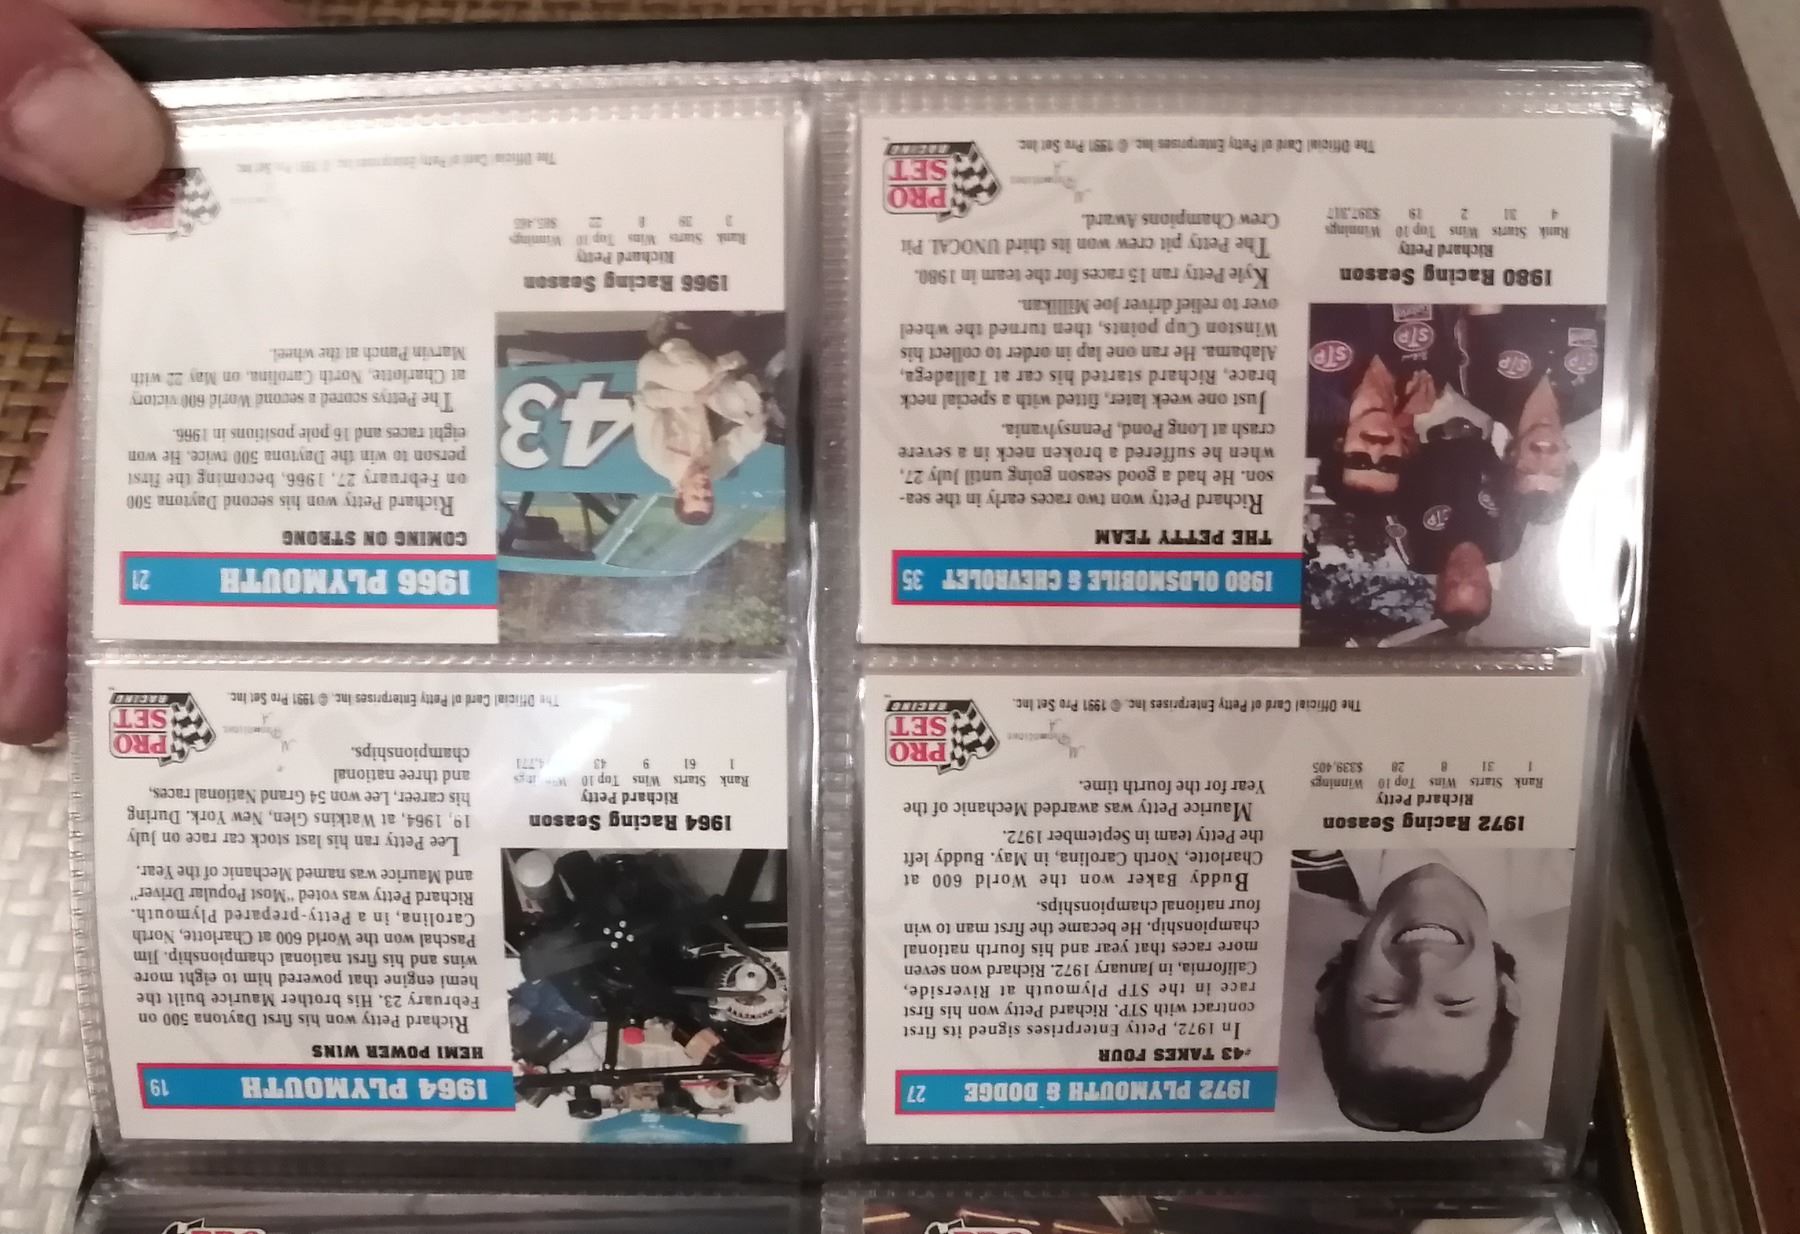 1972 PLYMOUTH & DODGE 27
#43 TAKES FOUR
In 1972, Petty Enterprises signed its first
contract with STP. Richard Petty won his first
race in the STP Plymouth at Riverside,
California, in January 1972. Richard won seven
more races that year and his fourth national
championship. He became the first man to win
four national championships.
Buddy Baker won the World 600 at
Charlotte, North Carolina, in May. Buddy left
the Petty team in September 1972.
Maurice Petty was awarded Mechanic of the
Year for the fourth time.
1972 Racing Season
Richard Petty
Rank Starts Wins Top 10 Winnings
1 31 8 28 $339,405
PRO
SET
RACING
The Official Card of Petty Enterprises Inc. © 1991 Pro Set Inc.
1964 PLYMOUTH 19
HEMI POWER WINS
Richard Petty won his first Daytona 500 on
February 23. His brother Maurice built the
hemi engine that powered him to eight more
wins and his first national championship. Jim
Paschal won the World 600 at Charlotte, North
Carolina, in a Petty-prepared Plymouth.
Richard Petty was voted "Most Popular Driver"
and Maurice was named Mechanic of the Year.
Lee Petty ran his last stock car race on July
19, 1964, at Watkins Glen, New York. During
his career, Lee won 54 Grand National races,
and three national
championships.
1964 Racing Season
Richard Petty
Rank Starts Wins Top 10
1 61 9 43
PRO
SET
RACING
The Official Card of Petty Enterprises Inc. © 1991 Pro Set Inc.
1980 OLDSMOBILE & CHEVROLET 35
THE PETTY TEAM
Richard Petty won two races early in the sea-
son. He had a good season going until July 27,
when he suffered a broken neck in a severe
crash at Long Pond, Pennsylvania.
Just one week later, fitted with a special neck
brace, Richard started his car at Talladega,
Alabama. He ran one lap in order to collect his
Winston Cup points, then turned the wheel
over to relief driver Joe Millikan.
Kyle Petty ran 15 races for the team in 1980.
The Petty pit crew won its third UNOCAL Pit
Crew Champions Award.
STP
STP
STP
STP
STP
1980 Racing Season
Richard Petty
Rank Starts Wins Top 10 Winnings
4 31 2 19 $397,317
PRO
SET
RACING
The Official Card of Petty Enterprises Inc. © 1991 Pro Set Inc.
1966 PLYMOUTH 21
COMING ON STRONG
Richard Petty won his second Daytona 500
on February 27, 1966, becoming the first
person to win the Daytona 500 twice. He won
eight races and 16 pole positions in 1966.
The Pettys scored a second World 600 victory
at Charlotte, North Carolina, on May 22 with
Marvin Panch at the wheel.
43
1966 Racing Season
Richard Petty
Rank Starts Wins Top 10 Winnings
3 39 8 22 $85,465
PRO
SET
The Official Card of Petty Enterprises Inc. © 1991 Pro Set Inc.